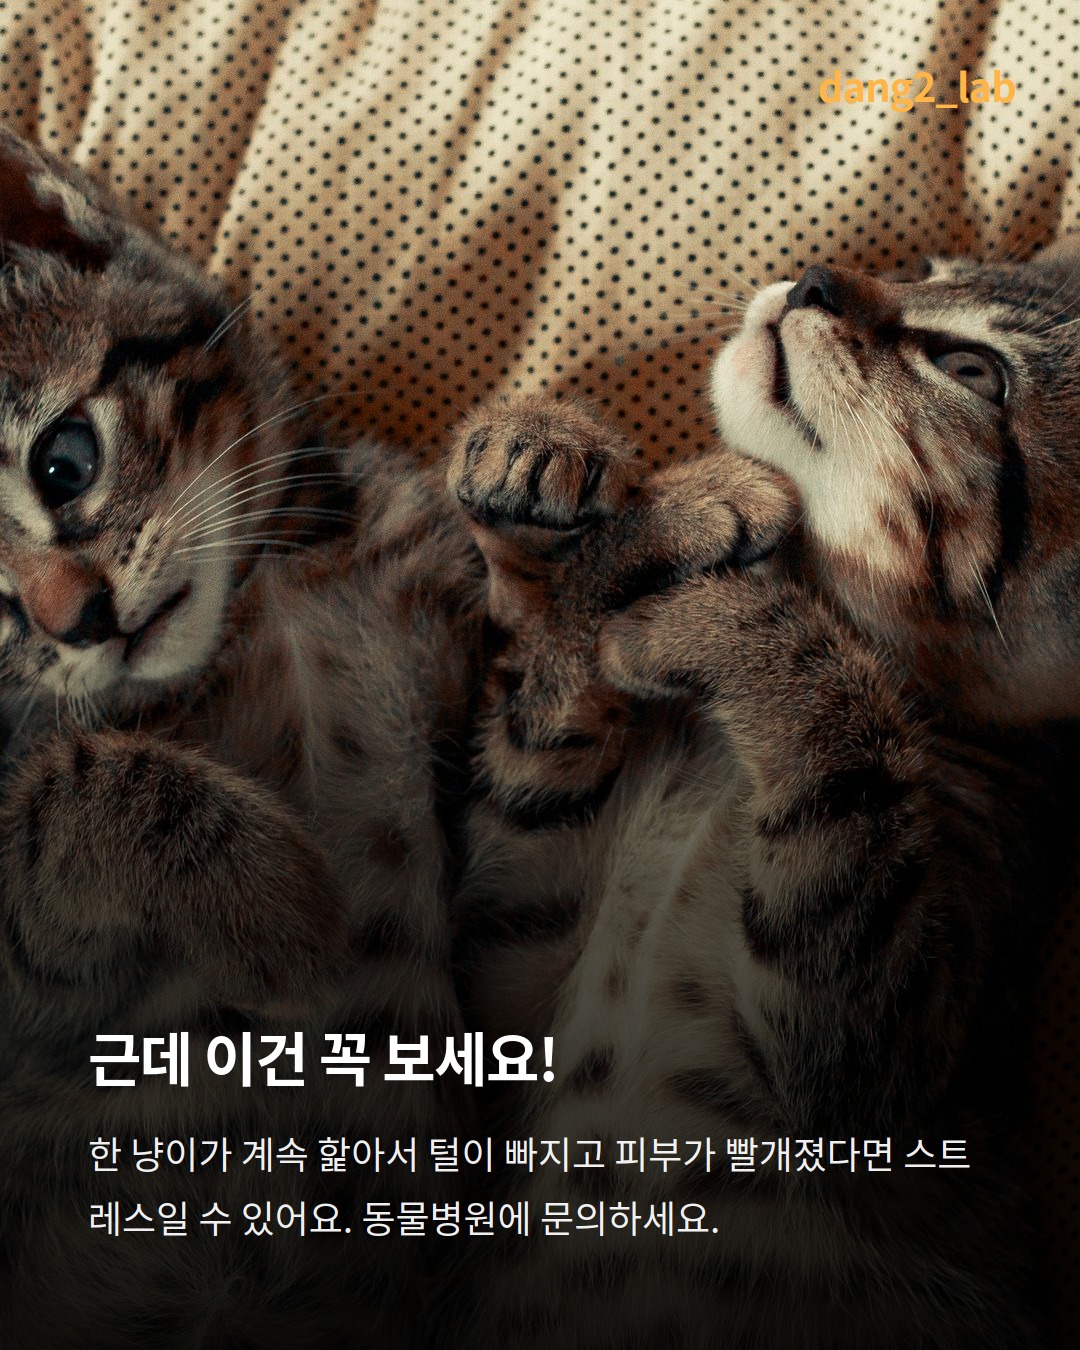 dang2_lab
근데 이건 꼭 보세요!
한 냥이가 계속 핥아서 털이 빠지고 피부가 빨개졌다면 스트
레스일 수 있어요. 동물병원에 문의하세요.